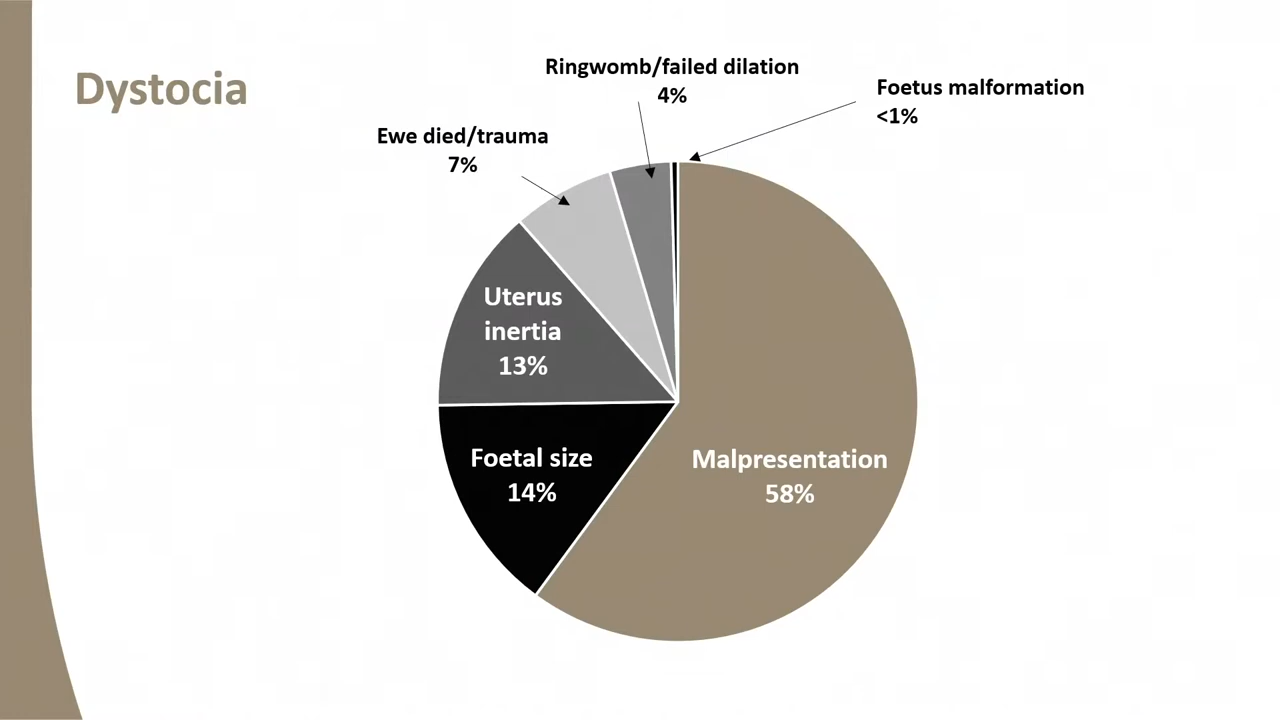 Dystocia
Ringwomb/failed dilation
4%
Foetus malformation
<1%
Ewe died/trauma
7%
Uterus
inertia
13%
Foetal size
14%
Malpresentation
58%